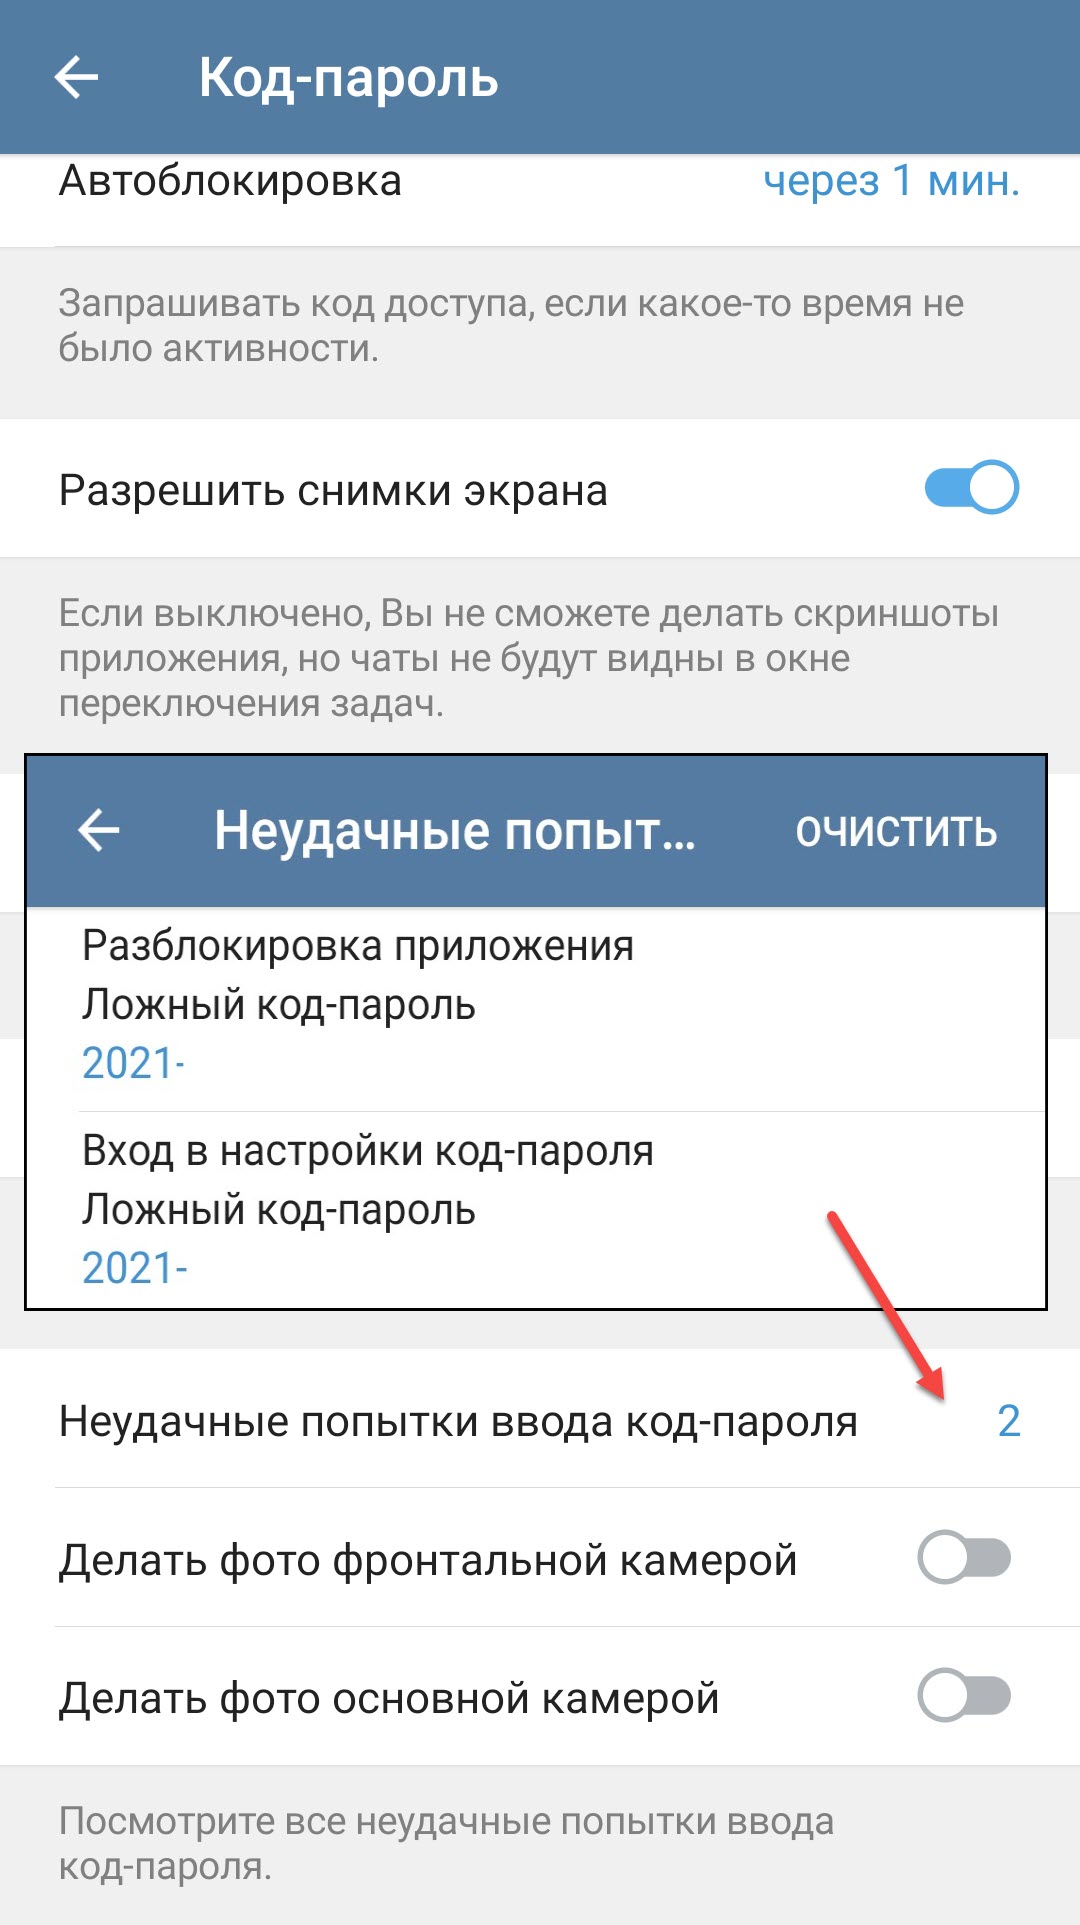 Код-пароль
Автоблокировка через 1 мин.
Запрашивать код доступа, если какое-то время не
было активности.
Разрешить снимки экрана
Если выключено, Вы не сможете делать скриншоты
приложения, но чаты не будут видны в окне
переключения задач.
Неудачные попыт... ОЧИСТИТЬ
Разблокировка приложения
Ложный код-пароль
2021-
Вход в настройки код-пароля
Ложный код-пароль
2021-
Неудачные попытки ввода код-пароля 2
Делать фото фронтальной камерой
Делать фото основной камерой
Посмотрите все неудачные попытки ввода
код-пароля.